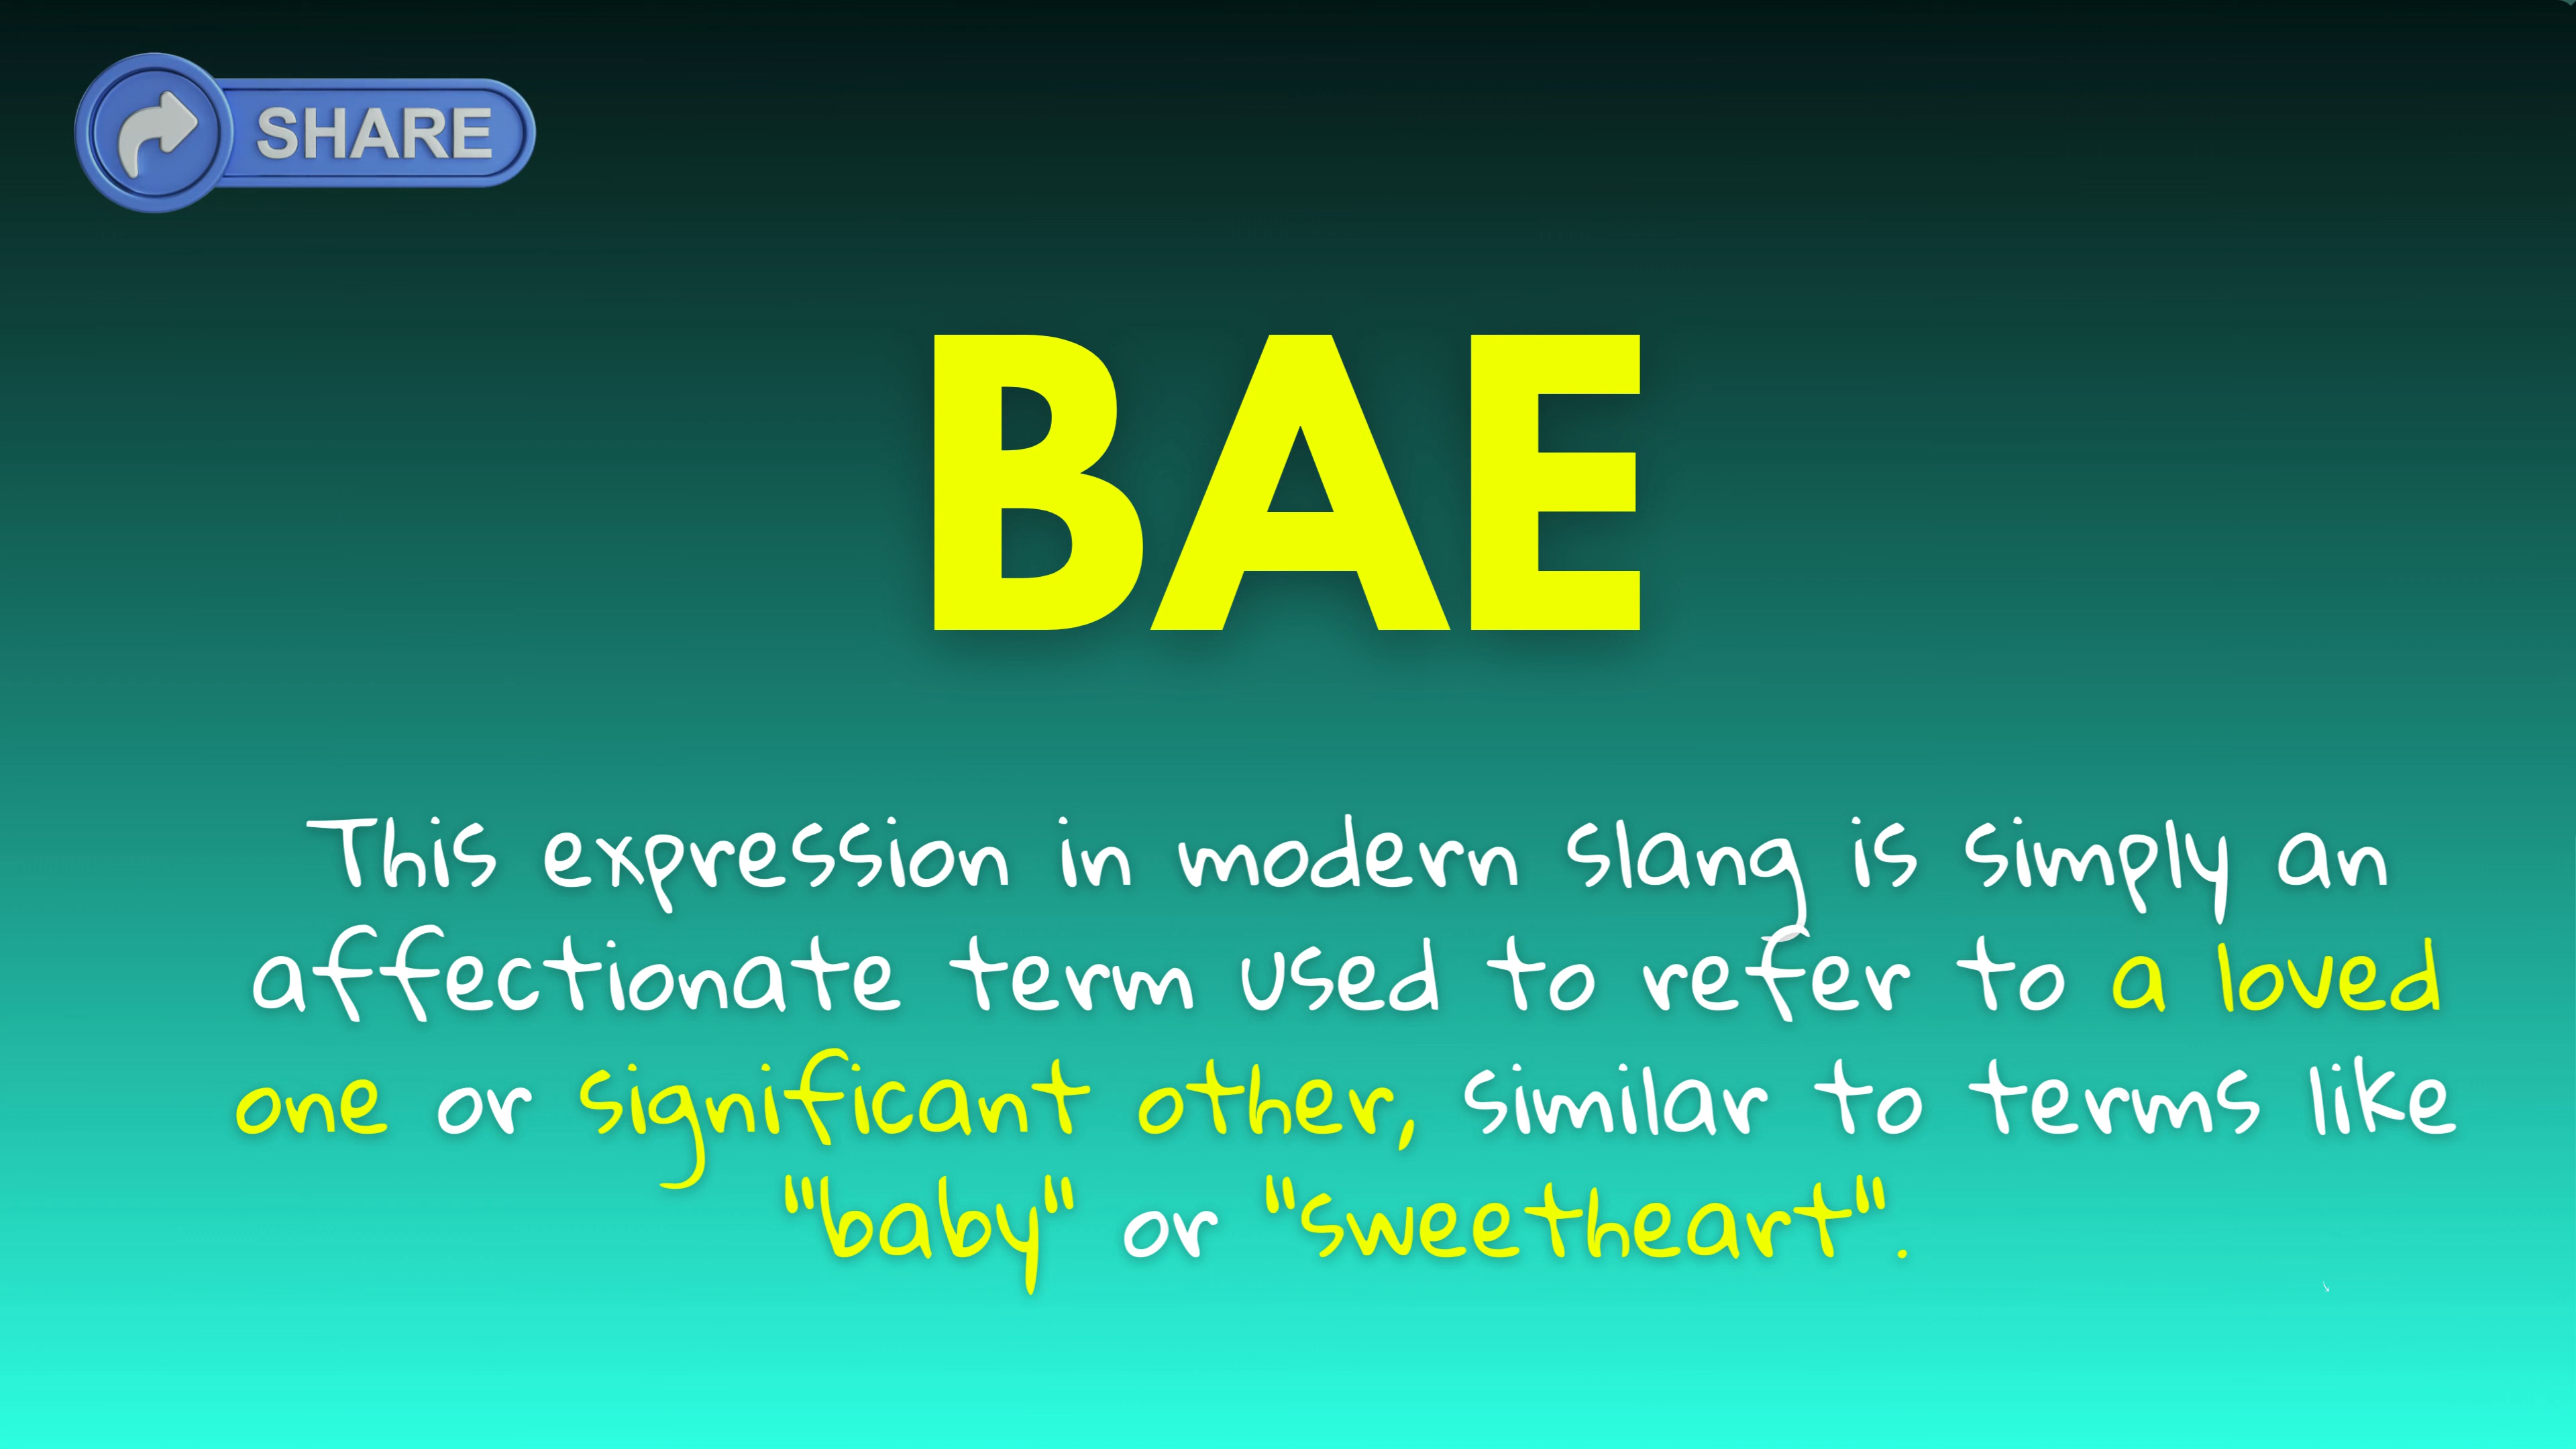 SHARE
BAE
This expression in modern slang is simply an
affectionate term used to refer to a loved
one or significant other, similar to terms like
"baby" or "sweetheart".